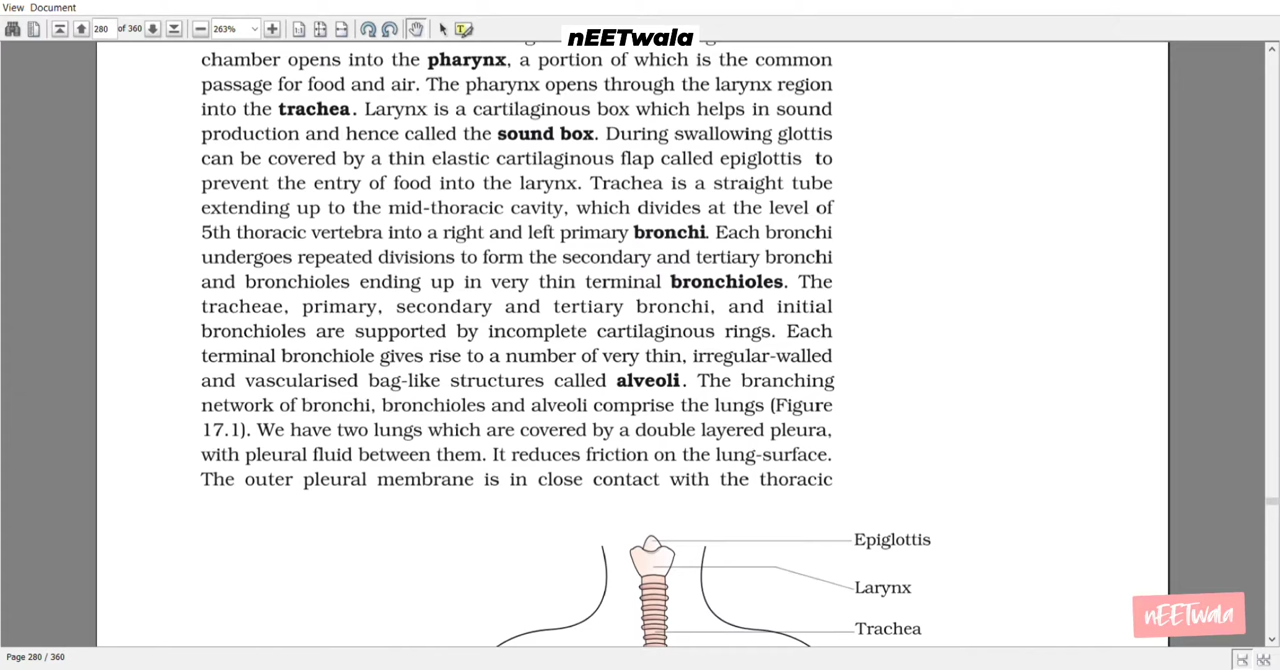 View Document
280 of 360 263%
nEETwala
chamber opens into the pharynx, a portion of which is the common
passage for food and air. The pharynx opens through the larynx region
into the trachea. Larynx is a cartilaginous box which helps in sound
production and hence called the sound box. During swallowing glottis
can be covered by a thin elastic cartilaginous flap called epiglottis to
prevent the entry of food into the larynx. Trachea is a straight tube
extending up to the mid-thoracic cavity, which divides at the level of
5th thoracic vertebra into a right and left primary bronchi. Each bronchi
undergoes repeated divisions to form the secondary and tertiary bronchi
and bronchioles ending up in very thin terminal bronchioles. The
tracheae, primary, secondary and tertiary bronchi, and initial
bronchioles are supported by incomplete cartilaginous rings. Each
terminal bronchiole gives rise to a number of very thin, irregular-walled
and vascularised bag-like structures called alveoli. The branching
network of bronchi, bronchioles and alveoli comprise the lungs (Figure
17.1). We have two lungs which are covered by a double layered pleura,
with pleural fluid between them. It reduces friction on the lung-surface.
The outer pleural membrane is in close contact with the thoracic
Epiglottis
Larynx
Trachea
nEETwala
Page 280 / 360